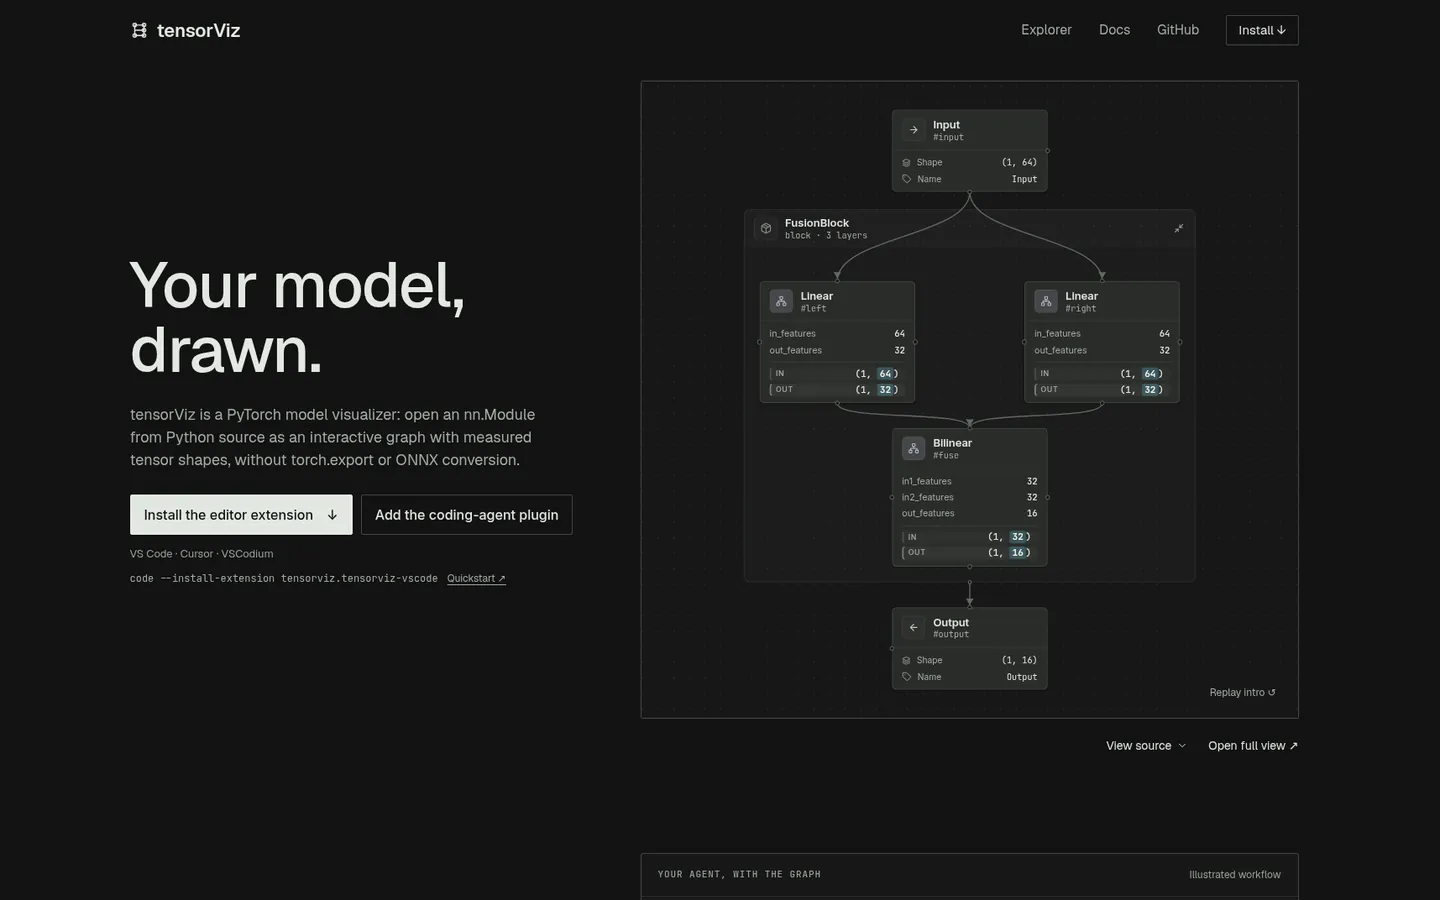 tensorViz
Explorer
Docs
GitHub
Install ↓
Your model,
drawn.
tensorViz is a PyTorch model visualizer: open an nn.Module
from Python source as an interactive graph with measured
tensor shapes, without torch.export or ONNX conversion.
Install the editor extension ↓
Add the coding-agent plugin
VS Code · Cursor · VSCodium
code --install-extension tensorviz.tensorviz-vscode Quickstart ↗
Input
#input
Shape (1, 64)
Name Input
FusionBlock
block · 3 layers
Linear
#left
in_features 64
out_features 32
IN (1, 64)
OUT (1, 32)
Linear
#right
in_features 64
out_features 32
IN (1, 64)
OUT (1, 32)
Bilinear
#fuse
in1_features 32
in2_features 32
out_features 16
IN (1, 32)
OUT (1, 16)
Output
#output
Shape (1, 16)
Name Output
Replay intro ↺
View source
Open full view ↗
YOUR AGENT, WITH THE GRAPH
Illustrated workflow